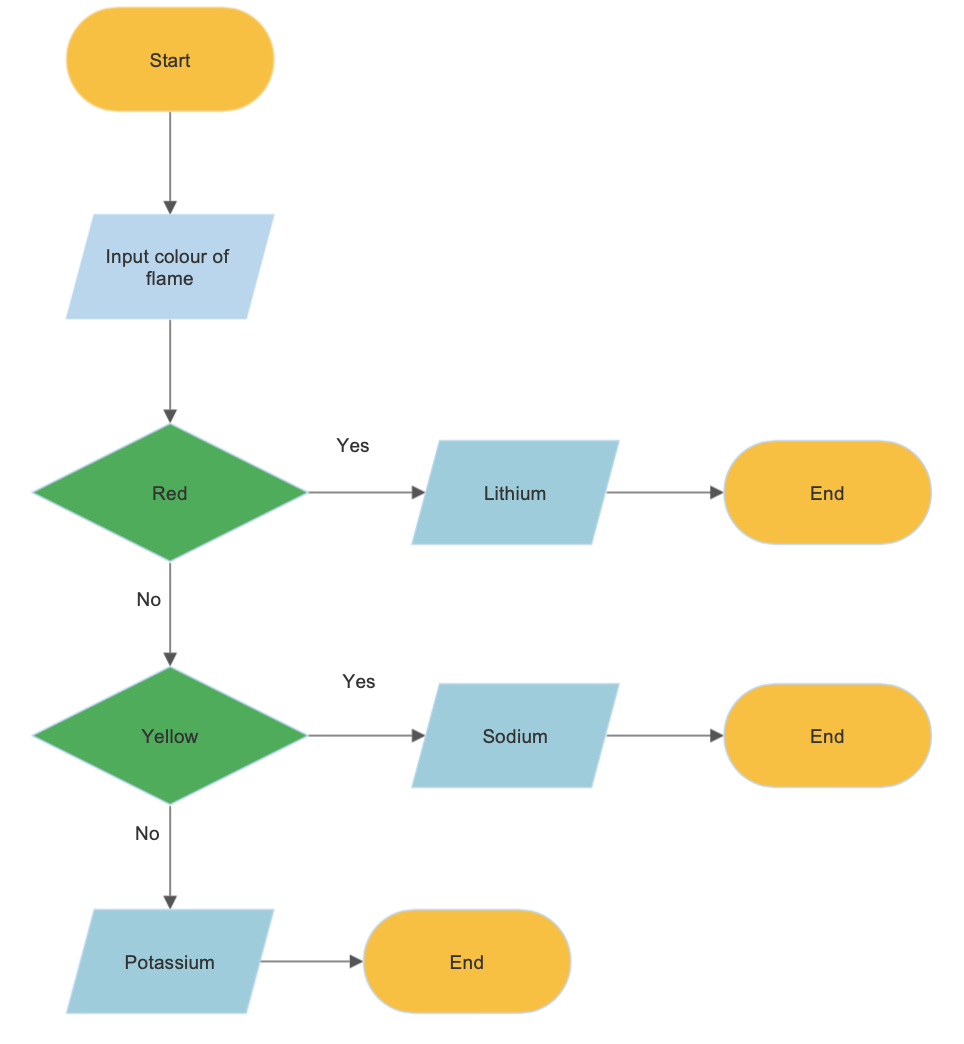 Start
Input colour of
flame
Yes
Red
Lithium
End
No
Yes
Yellow
Sodium
End
No
Potassium
End